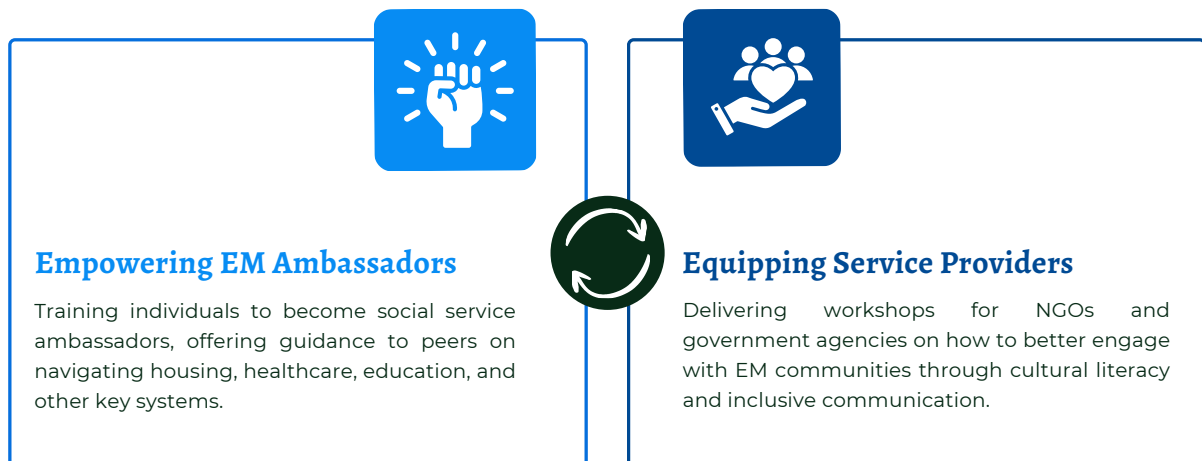 Empowering EM Ambassadors
Training individuals to become social service
ambassadors, offering guidance to peers on
navigating housing, healthcare, education, and
other key systems.
Equipping Service Providers
Delivering workshops for NGOs and
government agencies on how to better engage
with EM communities through cultural literacy
and inclusive communication.